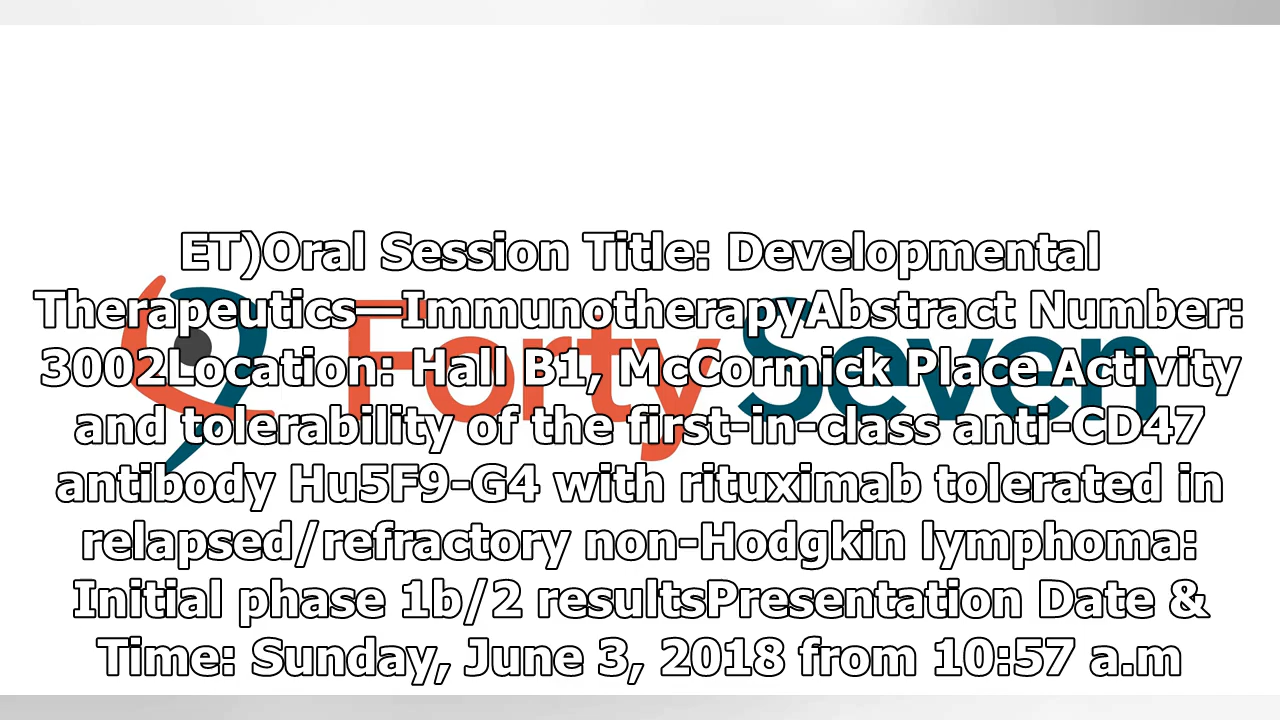 ET)Oral Session Title: Developmental
Therapeutics—ImmunotherapyAbstract Number:
3002Location: Hall B1, McCormick Place Activity
and tolerability of the first-in-class anti-CD47
antibody Hu5F9-G4 with rituximab tolerated in
relapsed/refractory non-Hodgkin lymphoma:
Initial phase 1b/2 resultsPresentation Date &
Time: Sunday, June 3, 2018 from 10:57 a.m
Forty Seven